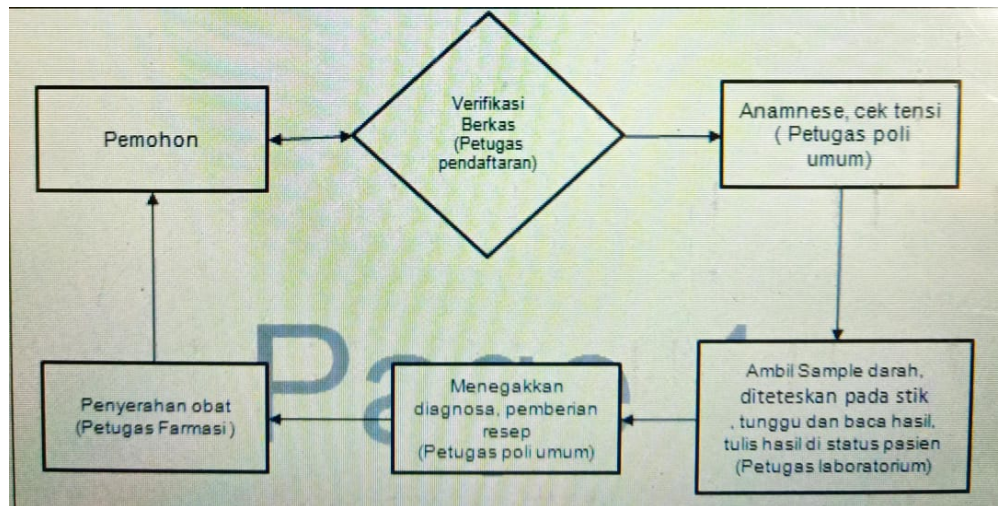 Pemohon
Verifikasi
Berkas
(Petugas
pendaftaran)
Anamnese, cek tensi
( Petugas poli
umum)
Ambil Sample darah,
diteteskan pada stik
, tunggu dan baca hasil,
tulis hasil di status pasien
(Petugas laboratorium)
Menegakkan
diagnosa, pemberian
resep
(Petugas poli umum)
Penyerahan obat
(Petugas Farmasi)
Page 1